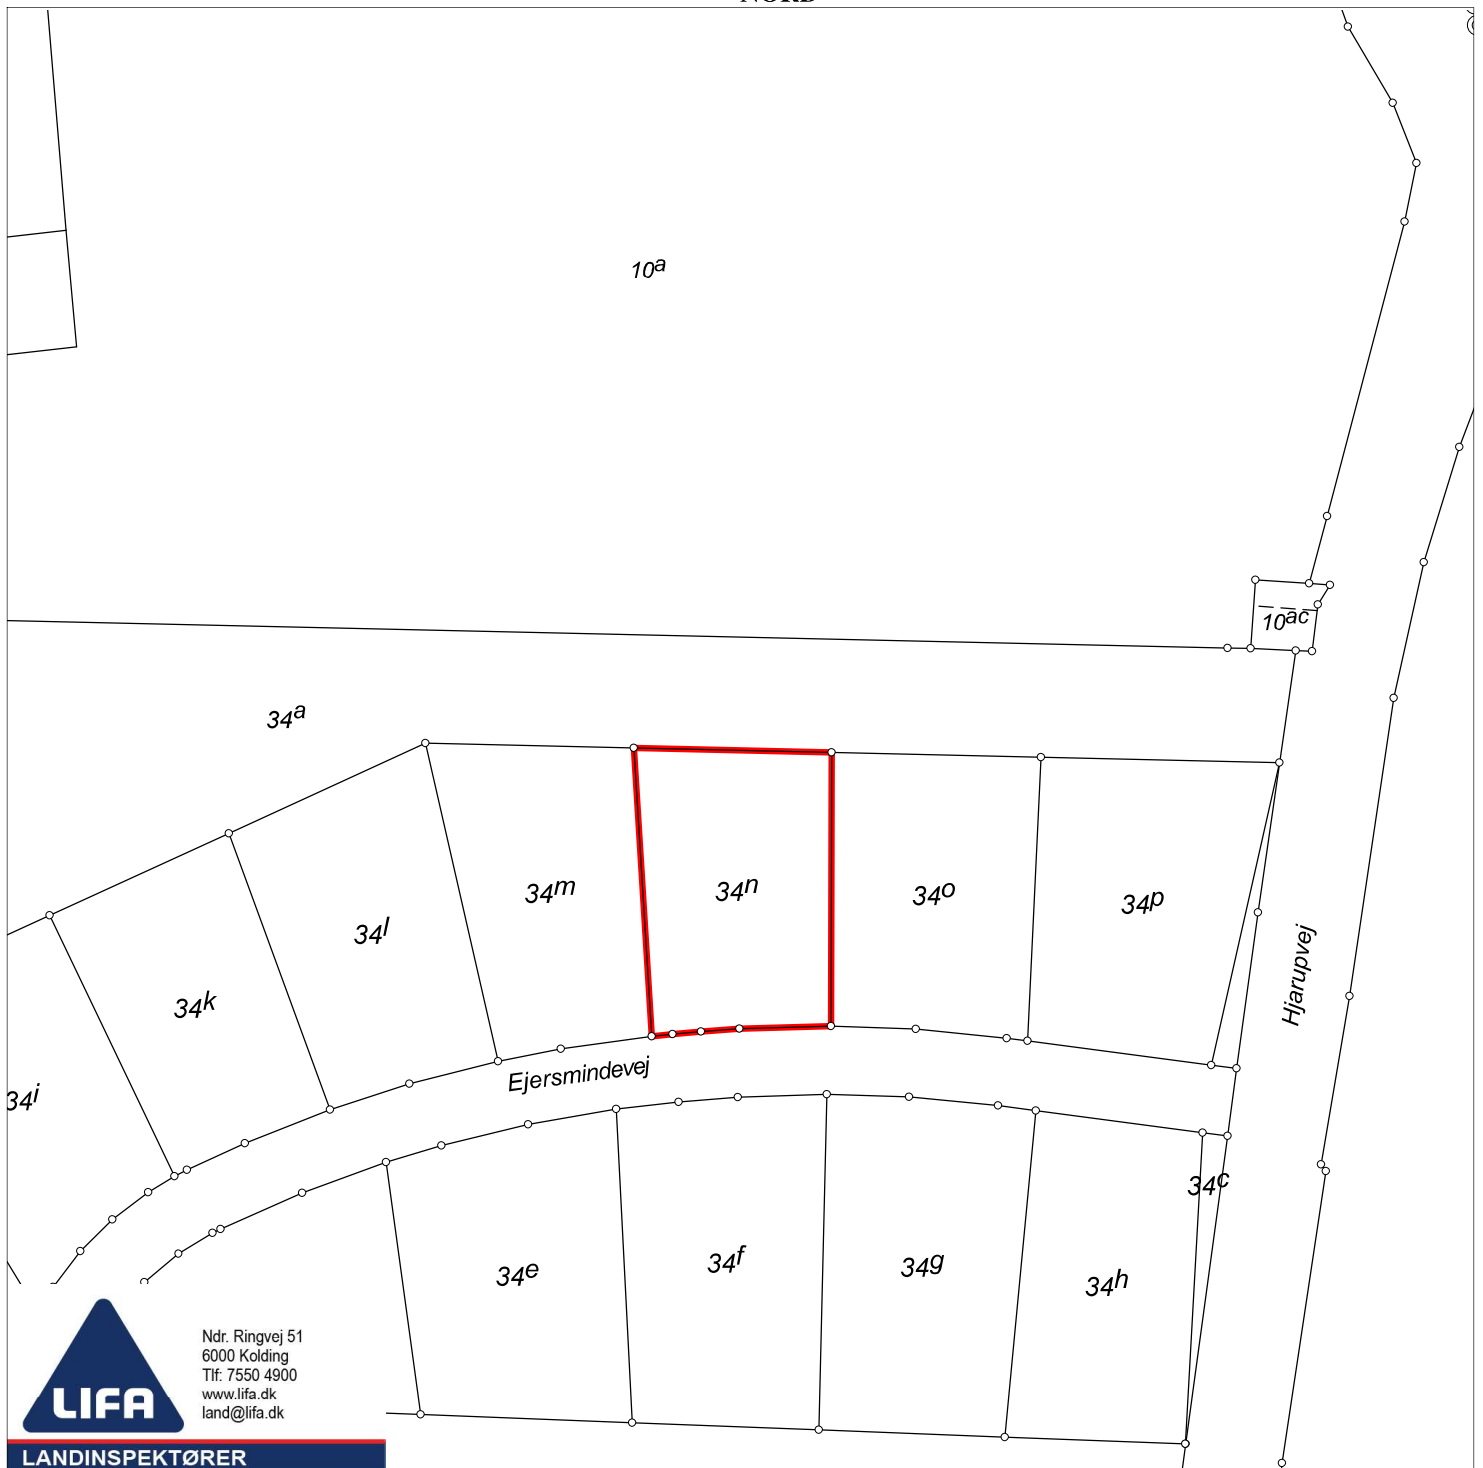 NORD
10a
10ac
34a
34m
34n
34o
34p
34l
34k
34i
Hjarupvej
Ejersmindevej
34c
34e
34f
34g
34h
LIFA
Ndr. Ringvej 51
6000 Kolding
Tlf: 7550 4900
www.lifa.dk
land@lifa.dk
LANDINSPEKTØRER